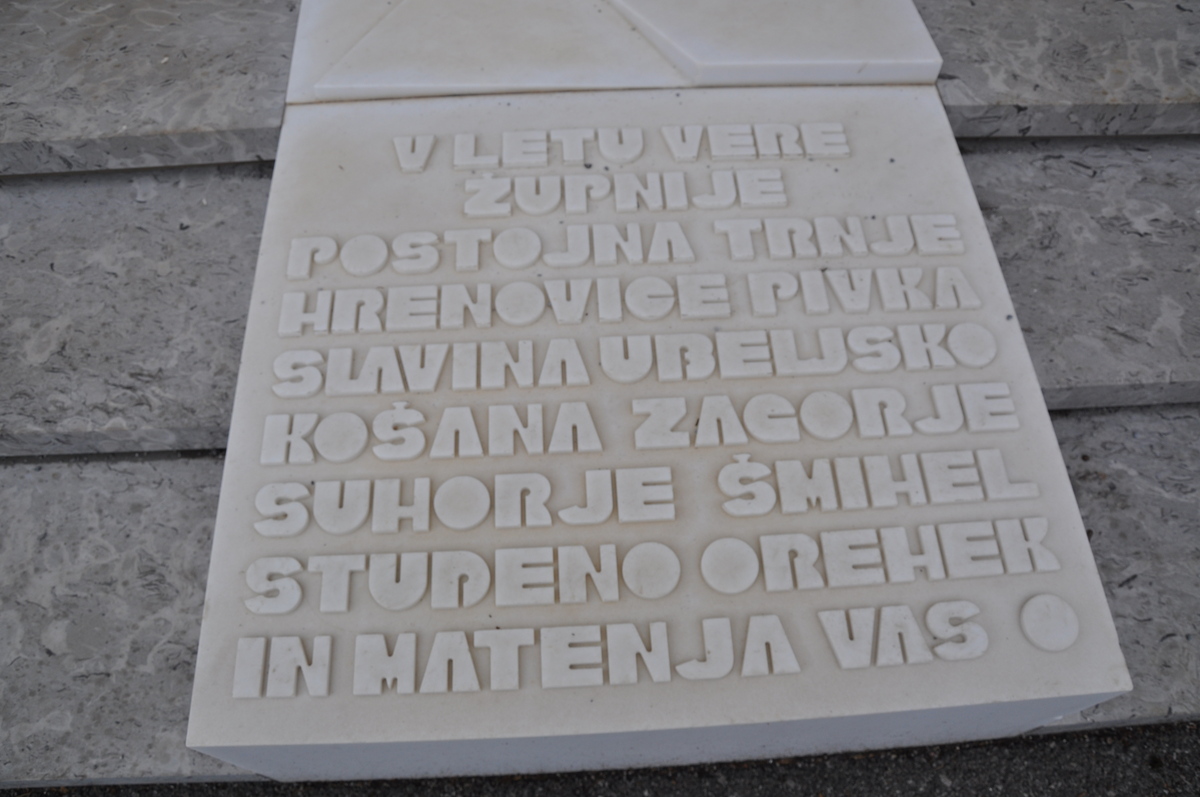 V LETU VERE
ŽUPNIJE
POSTOJNA TRNJE
HRENOVICE PIVKA
SLAVINA UBELJSKO
KOŠANA ZAGORJE
SUHORJE ŠMIHEL
STUDENO OREHEK
IN MATENJA VAS